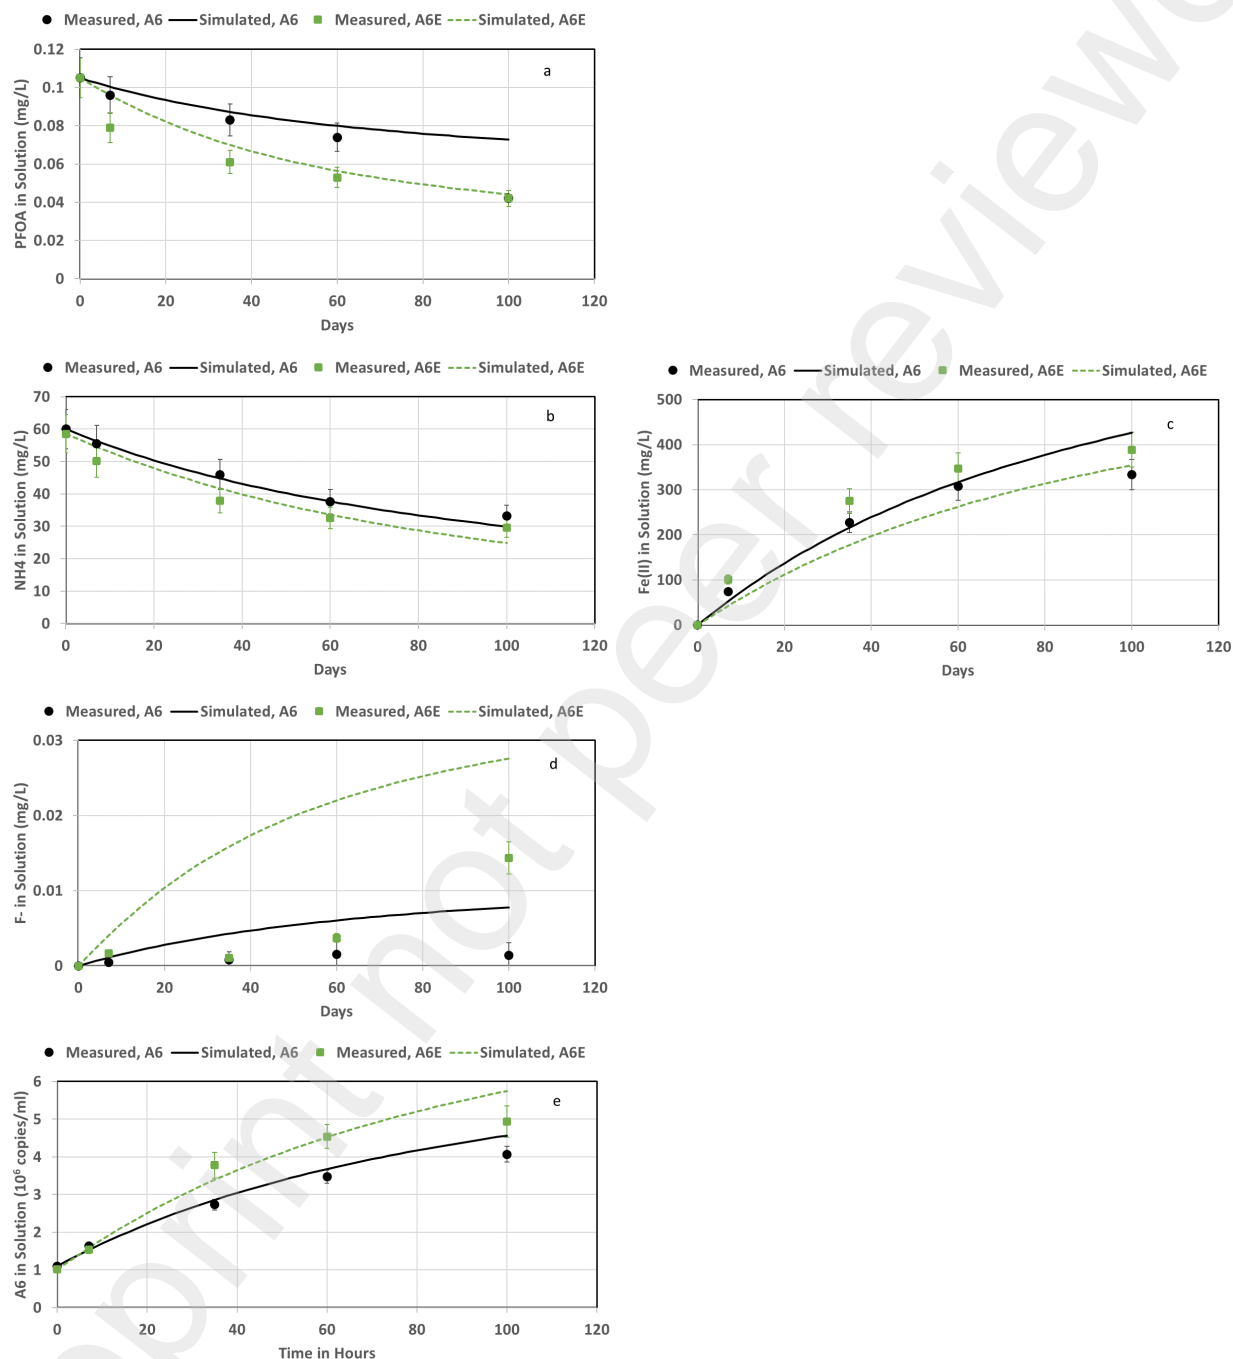 Measured, A6 Simulated, A6 Measured, A6E Simulated, A6E
a
PFOA in Solution (mg/L)
0.12
0.1
0.08
0.06
0.04
0.02
0
0 20 40 60 80 100 120
Days
Measured, A6 Simulated, A6 Measured, A6E Simulated, A6E
b
NH4 in Solution (mg/L)
70
60
50
40
30
20
10
0
0 20 40 60 80 100 120
Days
Measured, A6 Simulated, A6 Measured, A6E Simulated, A6E
c
Fe(II) in Solution (mg/L)
500
400
300
200
100
0
0 20 40 60 80 100 120
Days
Measured, A6 Simulated, A6 Measured, A6E Simulated, A6E
d
F- in Solution (mg/L)
0.03
0.02
0.01
0
0 20 40 60 80 100 120
Days
Measured, A6 Simulated, A6 Measured, A6E Simulated, A6E
e
A6 in Solution (10⁶ copies/ml)
6
5
4
3
2
1
0
0 20 40 60 80 100 120
Time in Hours
print not peer review